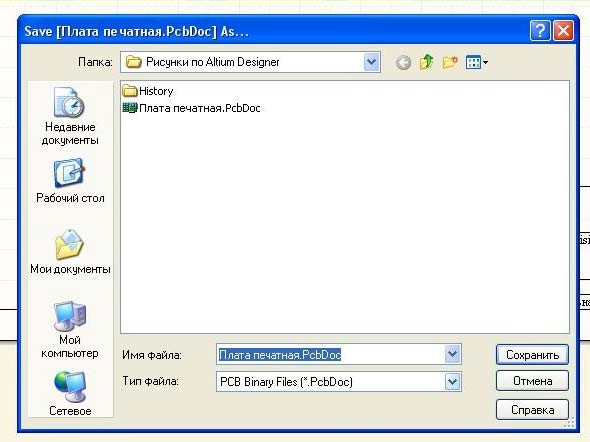 Save [Плата печатная.PcbDoc] As...
Папка: Рисунки по Altium Designer
History
Плата печатная.PcbDoc
Недавние
документы
Рабочий стол
Мои документы
Мой
компьютер
Сетевое
Имя файла: Плата печатная.PcbDoc Сохранить
Тип файла: PCB Binary Files (*.PcbDoc) Отмена
Справка